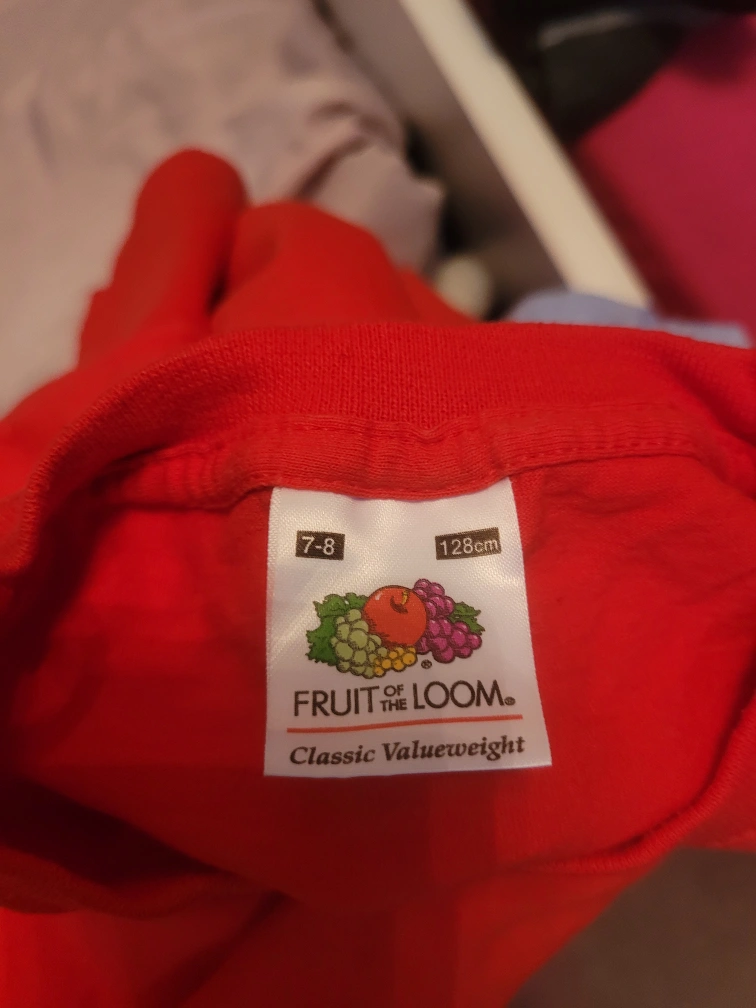 7-8 128cm
FRUIT OF THE LOOM®
Classic Valueweight